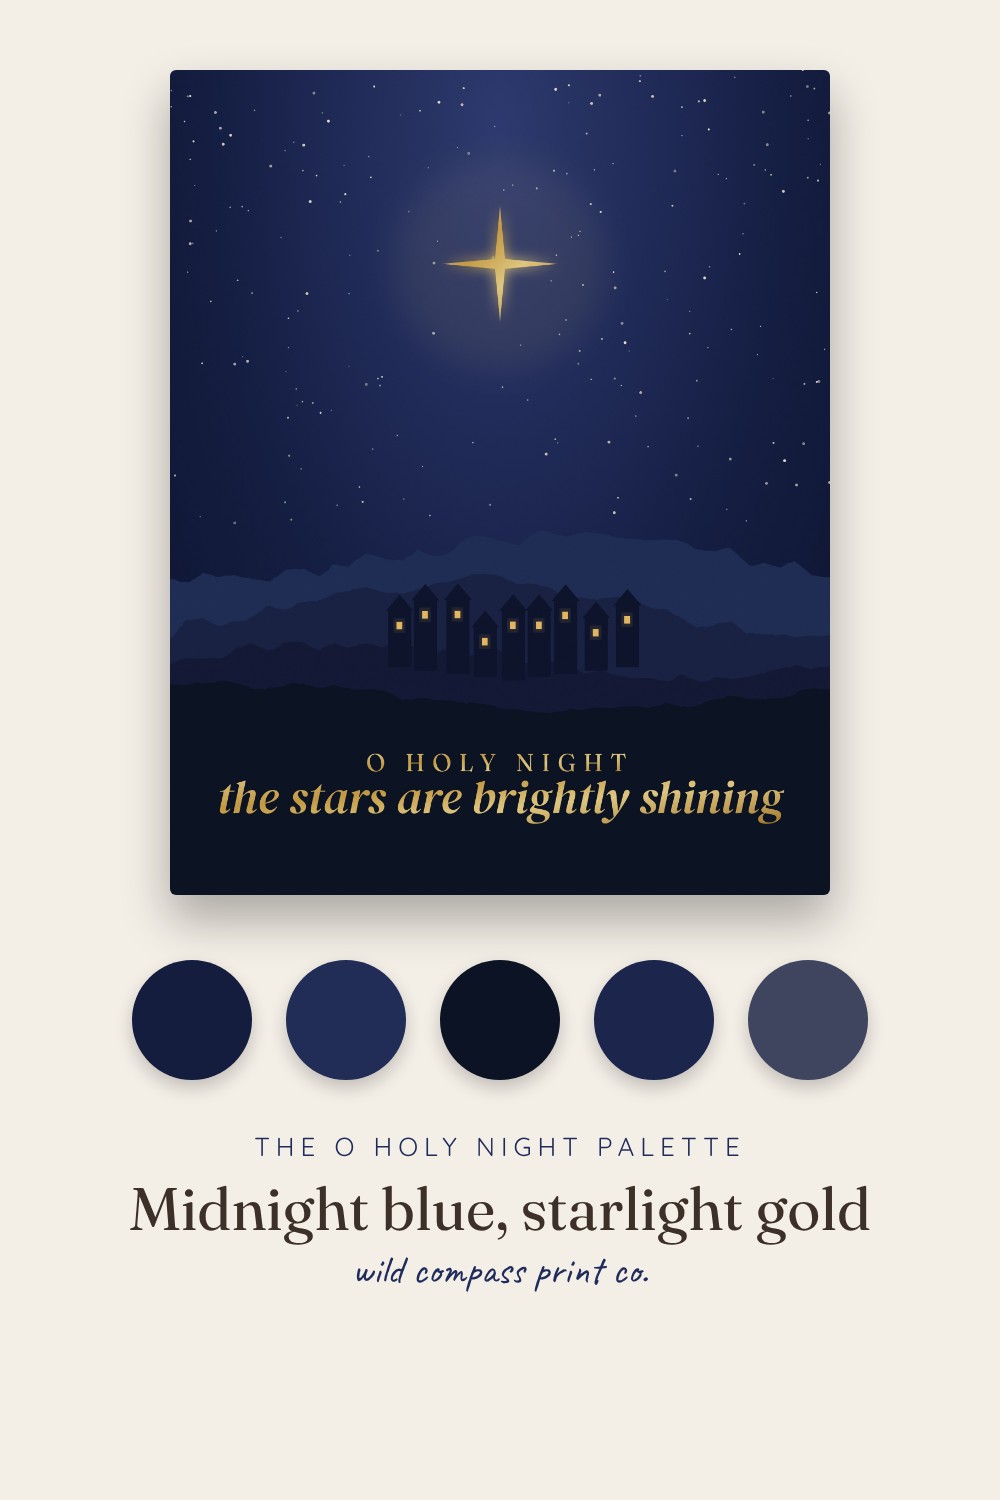 O HOLY NIGHT
the stars are brightly shining
THE O HOLY NIGHT PALETTE
Midnight blue, starlight gold
wild compass print co.